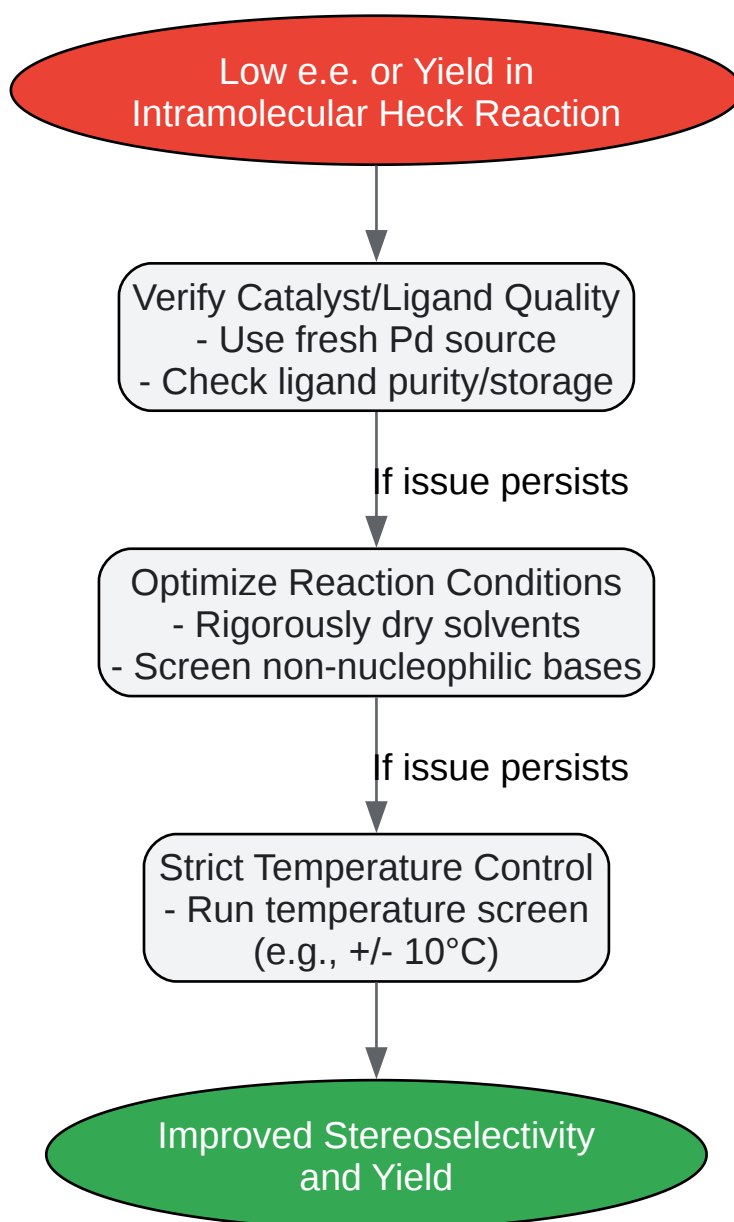 Low e.e. or Yield in
Intramolecular Heck Reaction
Verify Catalyst/Ligand Quality
- Use fresh Pd source
- Check ligand purity/storage
If issue persists
Optimize Reaction Conditions
- Rigorously dry solvents
- Screen non-nucleophilic bases
If issue persists
Strict Temperature Control
- Run temperature screen
(e.g., +/- 10°C)
Improved Stereoselectivity
and Yield